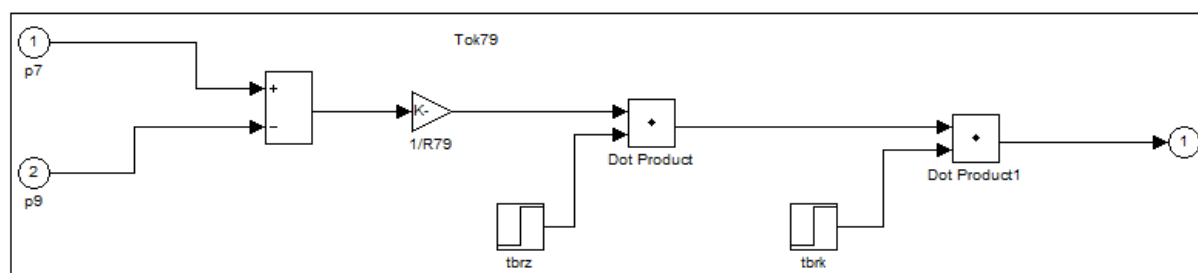 1
Tok79
p7
+
−
K-
1/R79
Dot Product
1
Dot Product1
2
p9
tbrz
tbrk